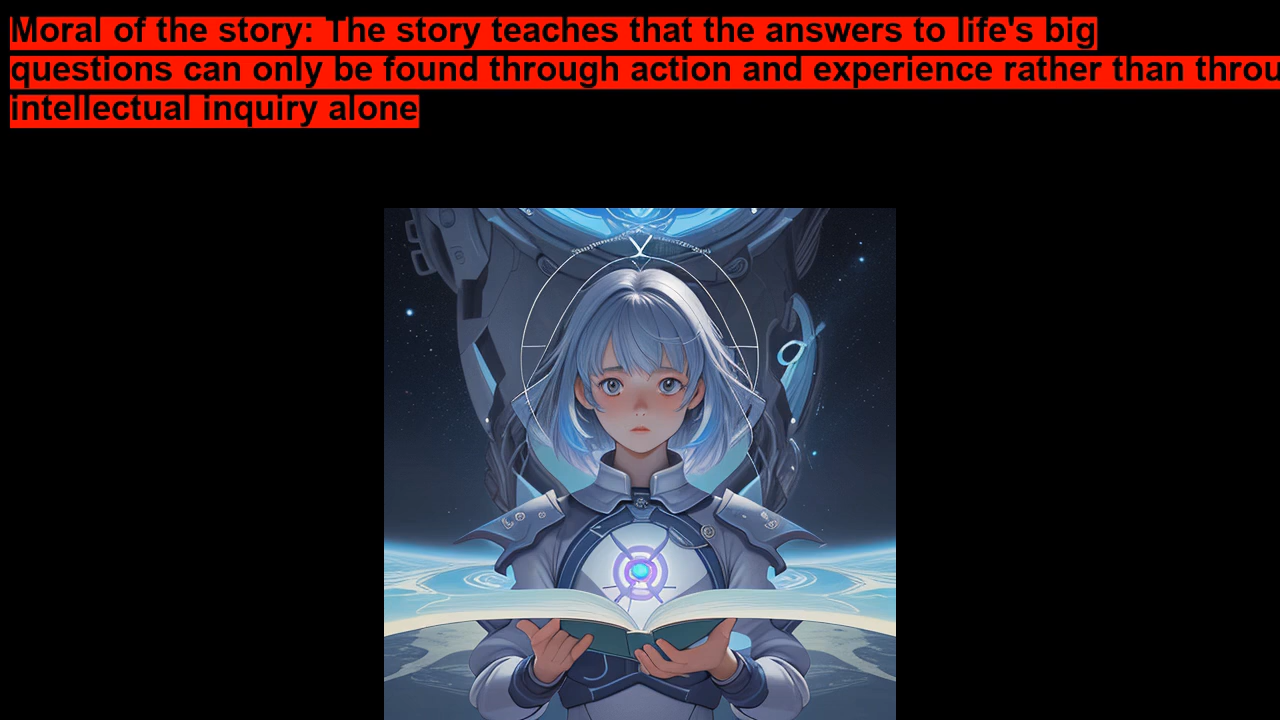 Moral of the story: The story teaches that the answers to life's big
questions can only be found through action and experience rather than throu
intellectual inquiry alone